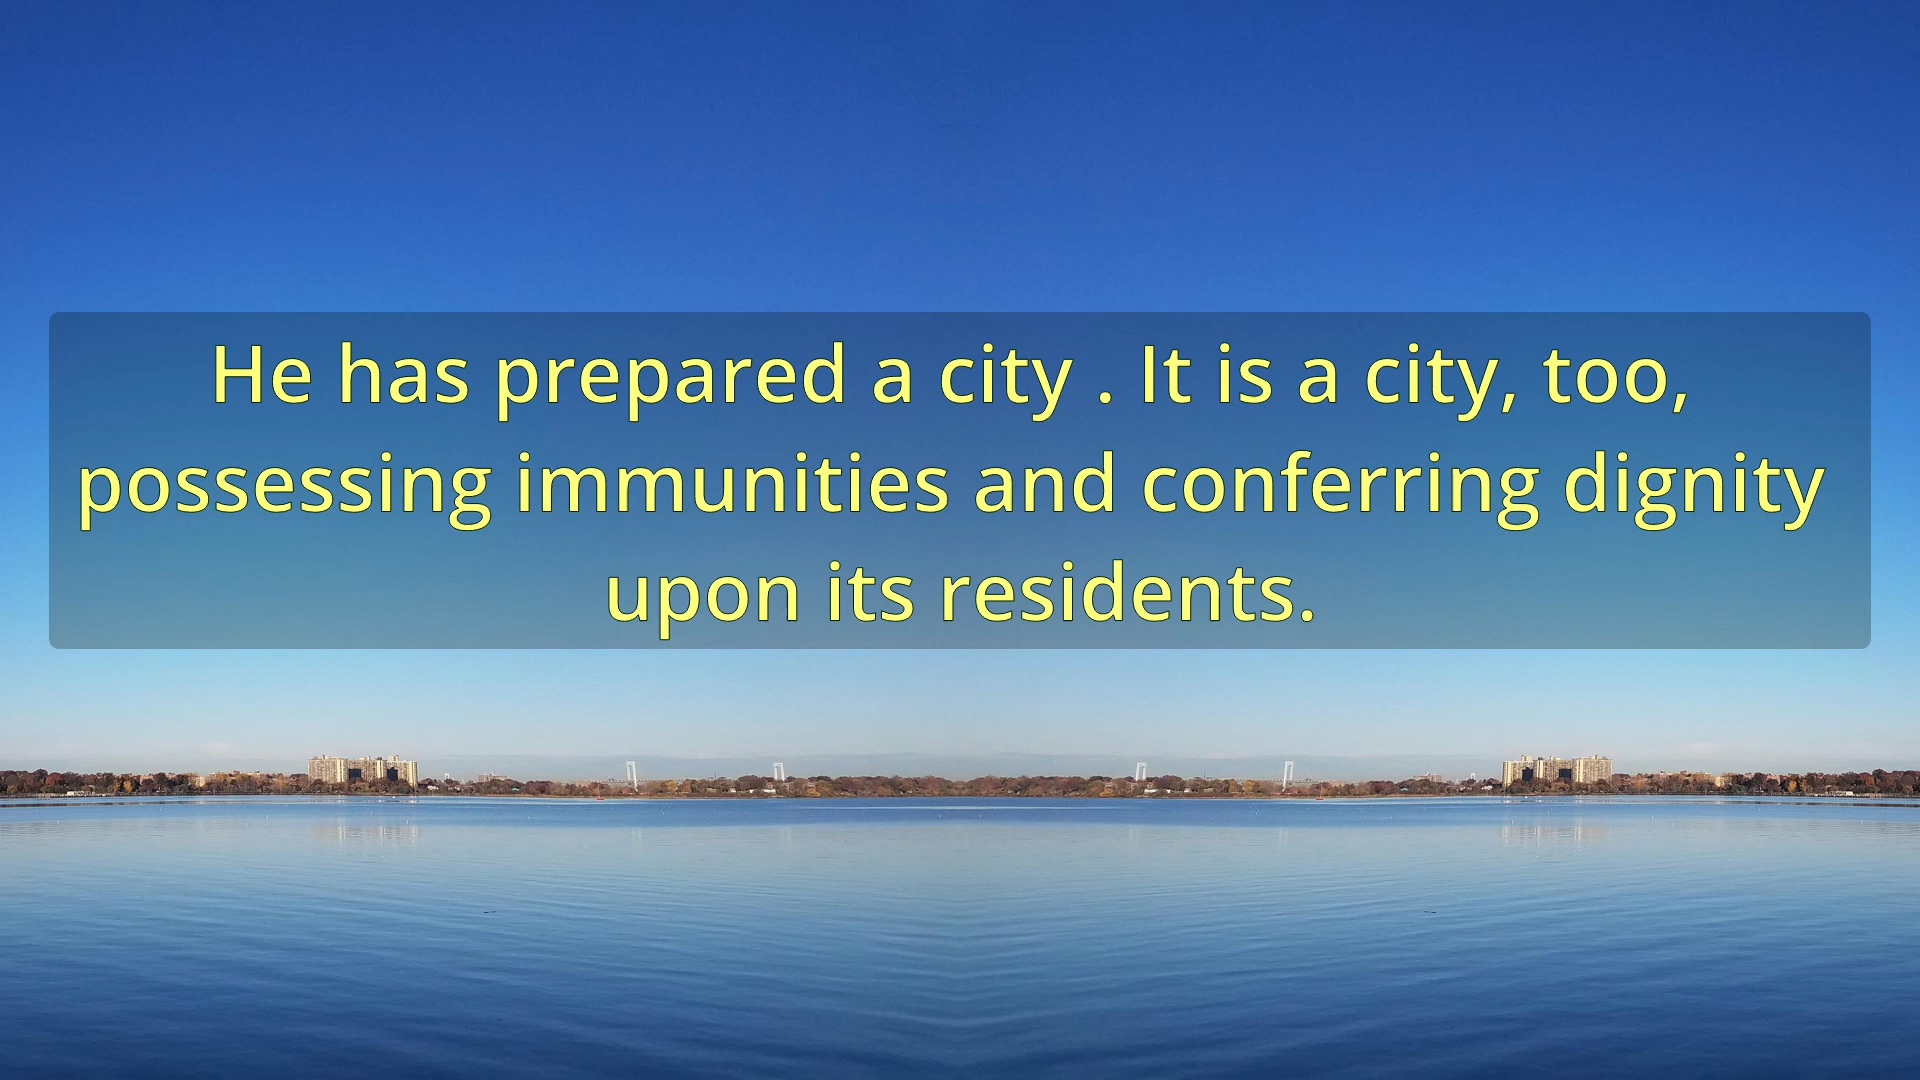 He has prepared a city . It is a city, too,
possessing immunities and conferring dignity
upon its residents.